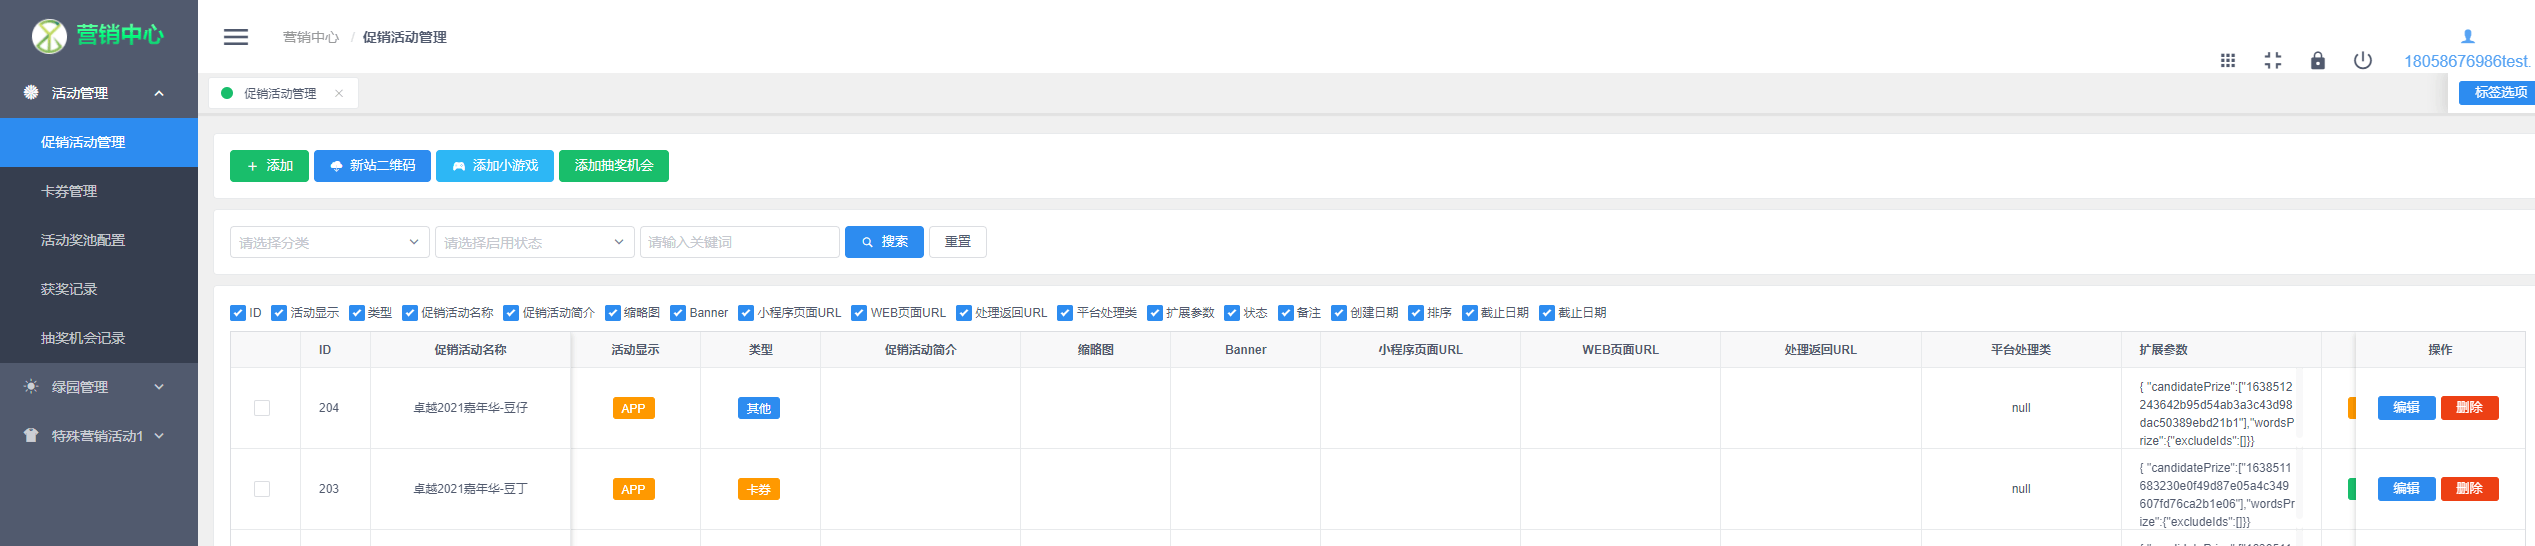 营销中心
营销中心 / 促销活动管理
18058676986test.
活动管理
促销活动管理
标签选项
促销活动管理
卡券管理
活动奖池配置
获奖记录
抽奖机会记录
绿园管理
特殊营销活动1
添加 新站二维码 添加小游戏 添加抽奖机会
请选择分类 请选择启用状态 请输入关键词 搜索 重置
ID 活动显示 类型 促销活动名称 促销活动简介 缩略图 Banner 小程序页面URL WEB页面URL 处理返回URL 平台处理类 扩展参数 状态 备注 创建日期 排序 截止日期 截止日期
ID 促销活动名称 活动显示 类型 促销活动简介 缩略图 Banner 小程序页面URL WEB页面URL 处理返回URL 平台处理类 扩展参数 操作
204 卓越2021嘉年华-豆仔 APP 其他 null
{ "candidatePrize":["1638512
243642b95d54ab3a3c43d98
dac50389ebd21b1"],"wordsP
rize":{"excludeIds":[]}}
编辑 删除
203 卓越2021嘉年华-豆丁 APP 卡券 null
{ "candidatePrize":["1638511
683230e0f49d87e05a4c349
607fd76ca2b1e06"],"wordsPr
ize":{"excludeIds":[]}}
编辑 删除